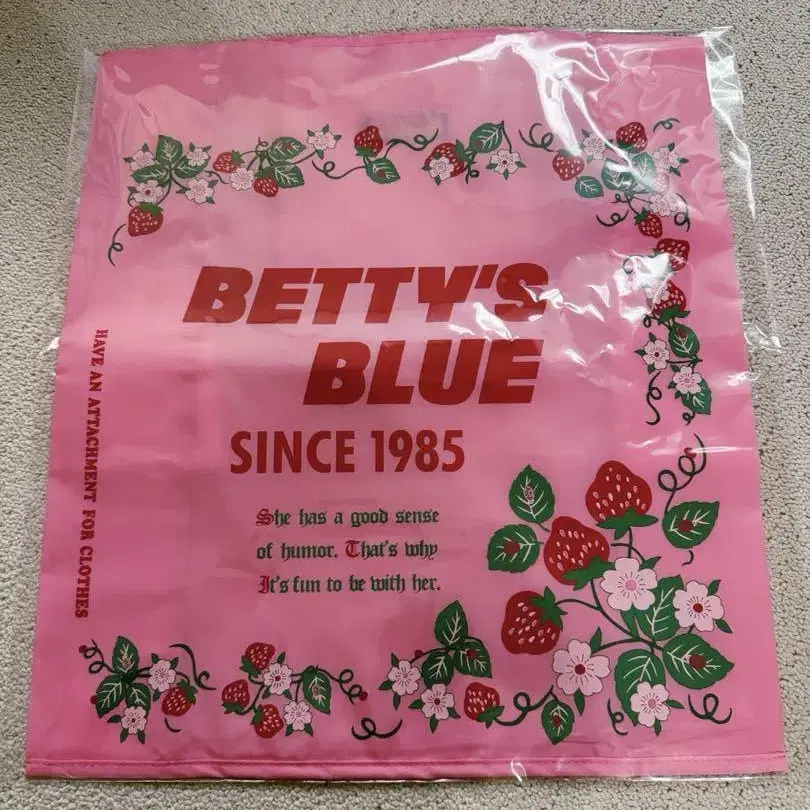 BETTY'S
BLUE
SINCE 1985
She has a good sense
of humor. That's why
It's fun to be with her.
HAVE AN ATTACHMENT FOR CLOTHES